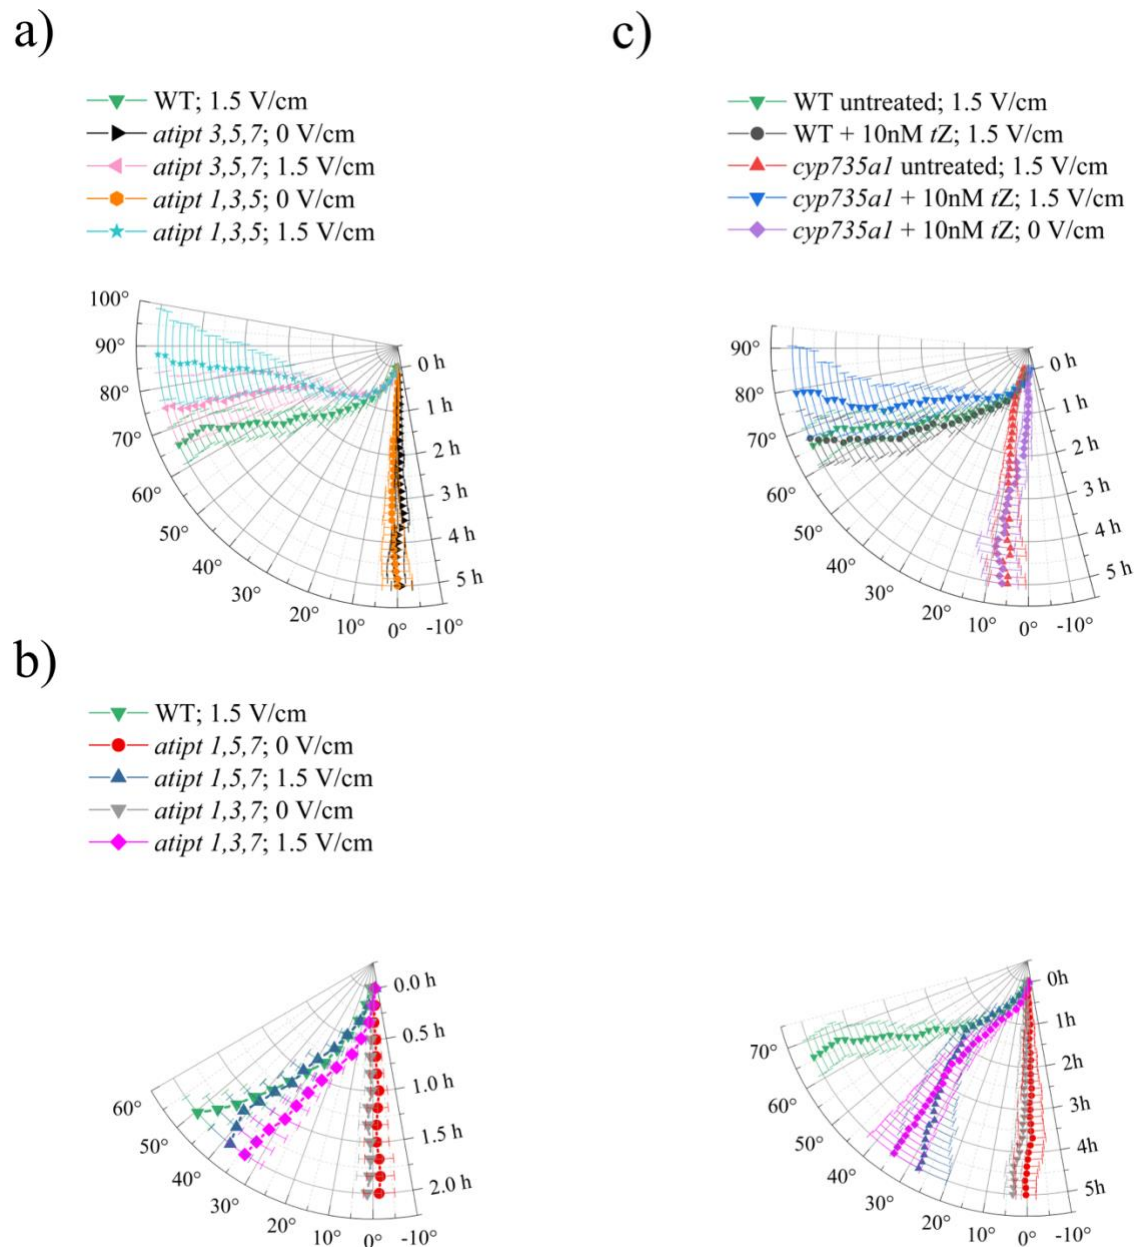 a)
WT; 1.5 V/cm
atipt 3,5,7; 0 V/cm
atipt 3,5,7; 1.5 V/cm
atipt 1,3,5; 0 V/cm
atipt 1,3,5; 1.5 V/cm
100°
90°
80°
70°
60°
50°
40°
30°
20°
10°
0°
-10°
0 h
1 h
2 h
3 h
4 h
5 h
c)
WT untreated; 1.5 V/cm
WT + 10nM tZ; 1.5 V/cm
cyp735a1 untreated; 1.5 V/cm
cyp735a1 + 10nM tZ; 1.5 V/cm
cyp735a1 + 10nM tZ; 0 V/cm
90°
80°
70°
60°
50°
40°
30°
20°
10°
0°
-10°
0 h
1 h
2 h
3 h
4 h
5 h
b)
WT; 1.5 V/cm
atipt 1,5,7; 0 V/cm
atipt 1,5,7; 1.5 V/cm
atipt 1,3,7; 0 V/cm
atipt 1,3,7; 1.5 V/cm
60°
50°
40°
30°
20°
10°
0°
-10°
0.0 h
0.5 h
1.0 h
1.5 h
2.0 h
70°
60°
50°
40°
30°
20°
10°
0°
-10°
0h
1h
2h
3h
4h
5h